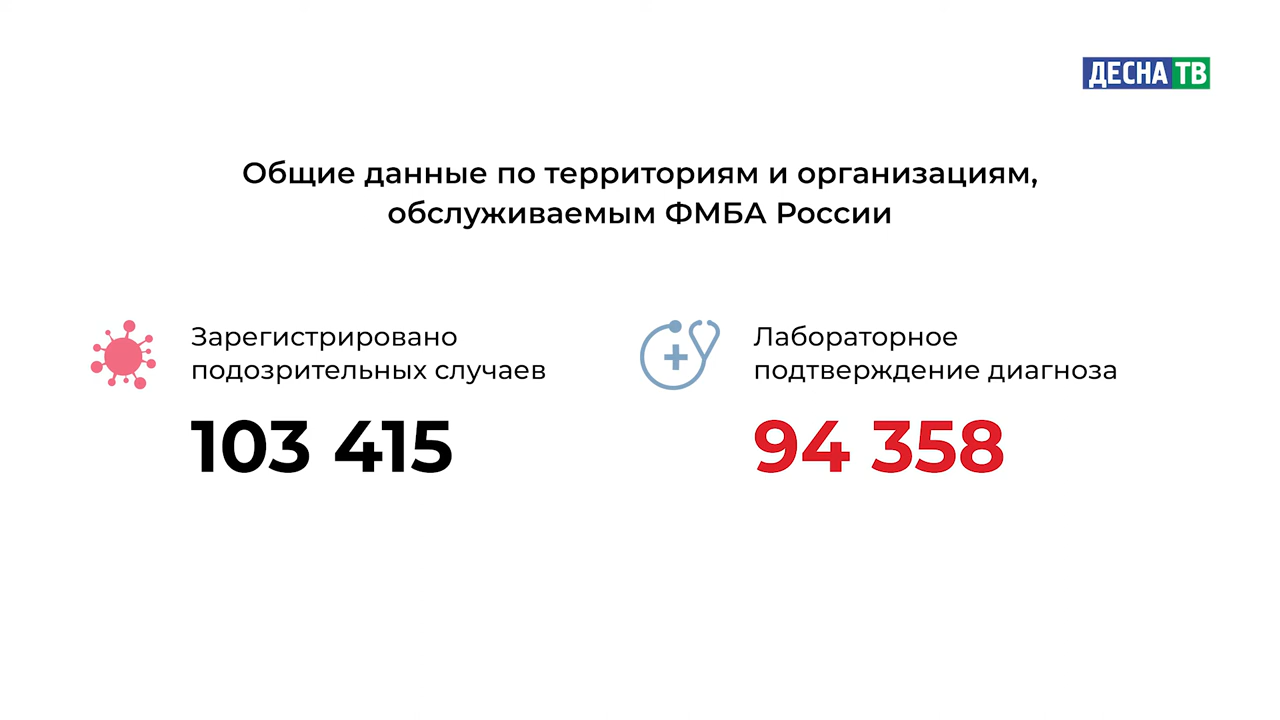 ДЕСНА ТВ
Общие данные по территориям и организациям,
обслуживаемым ФМБА России
Зарегистрировано
подозрительных случаев
103 415
Лабораторное
подтверждение диагноза
94 358